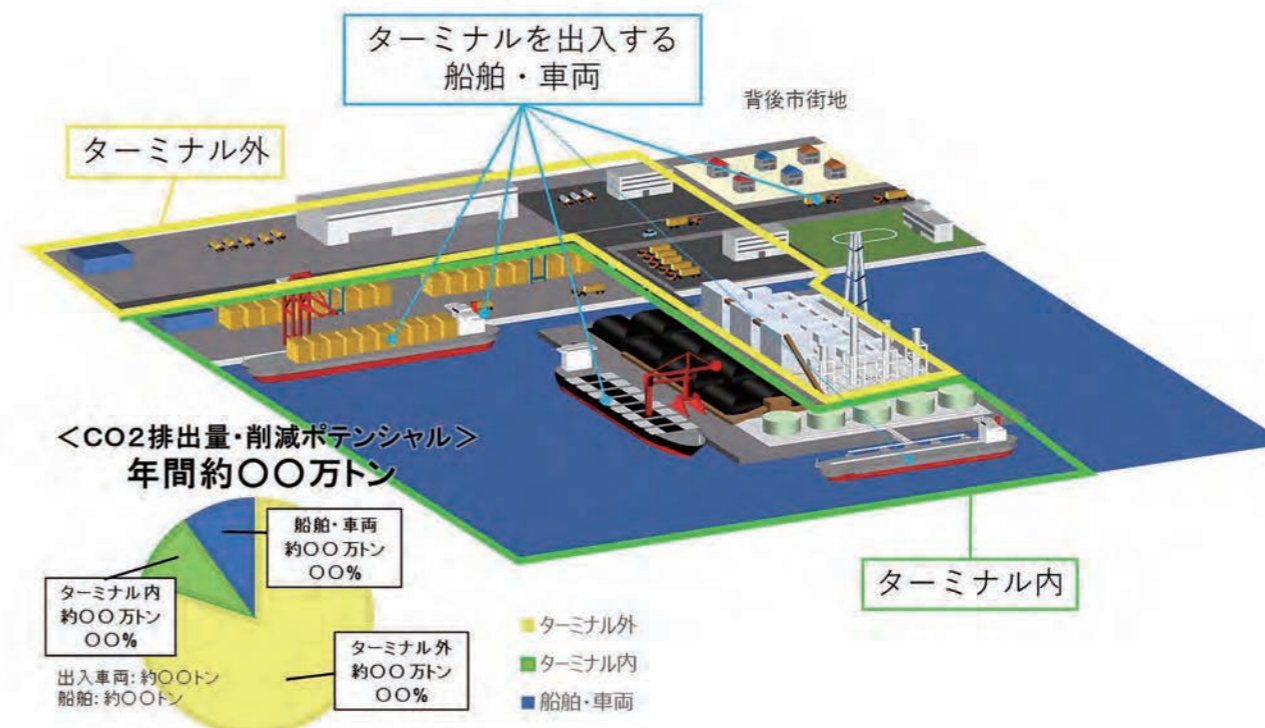 ターミナルを出入する
船舶・車両
背後市街地
ターミナル外
<CO2排出量・削減ポテンシャル>
年間約〇〇万トン
船舶・車両
約〇〇万トン
〇〇%
ターミナル内
約〇〇万トン
〇〇%
ターミナル外
約〇〇万トン
〇〇%
出入車両: 約〇〇トン
船舶: 約〇〇トン
ターミナル外
ターミナル内
船舶・車両
ターミナル内